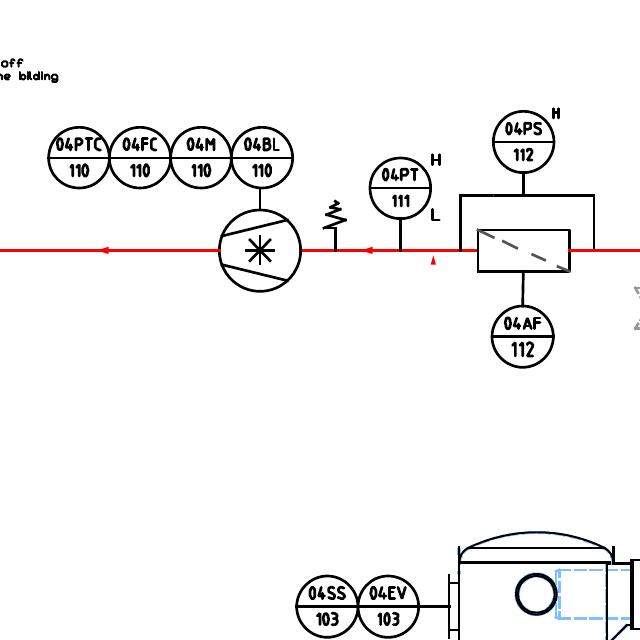 off
ne bilding
04PTC 110
04FC 110
04M 110
04BL 110
04PT 111
H
L
04PS 112
H
04AF 112
04SS 103
04EV 103